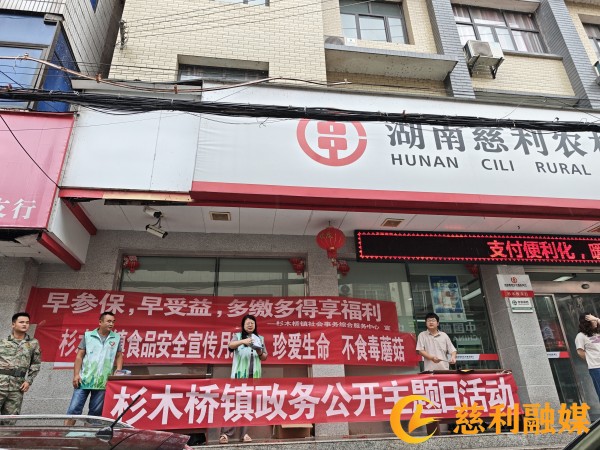 湖南慈利农
HUNAN CILI RURAL
支行
支付便利化，暖
早参保，早受益，多缴多得享福利
杉木桥镇社会事务综合服务中心 宣
食品安全宣传月 珍爱生命 不食毒蘑菇
杉木桥镇政务公开主题日活动
慈利融媒